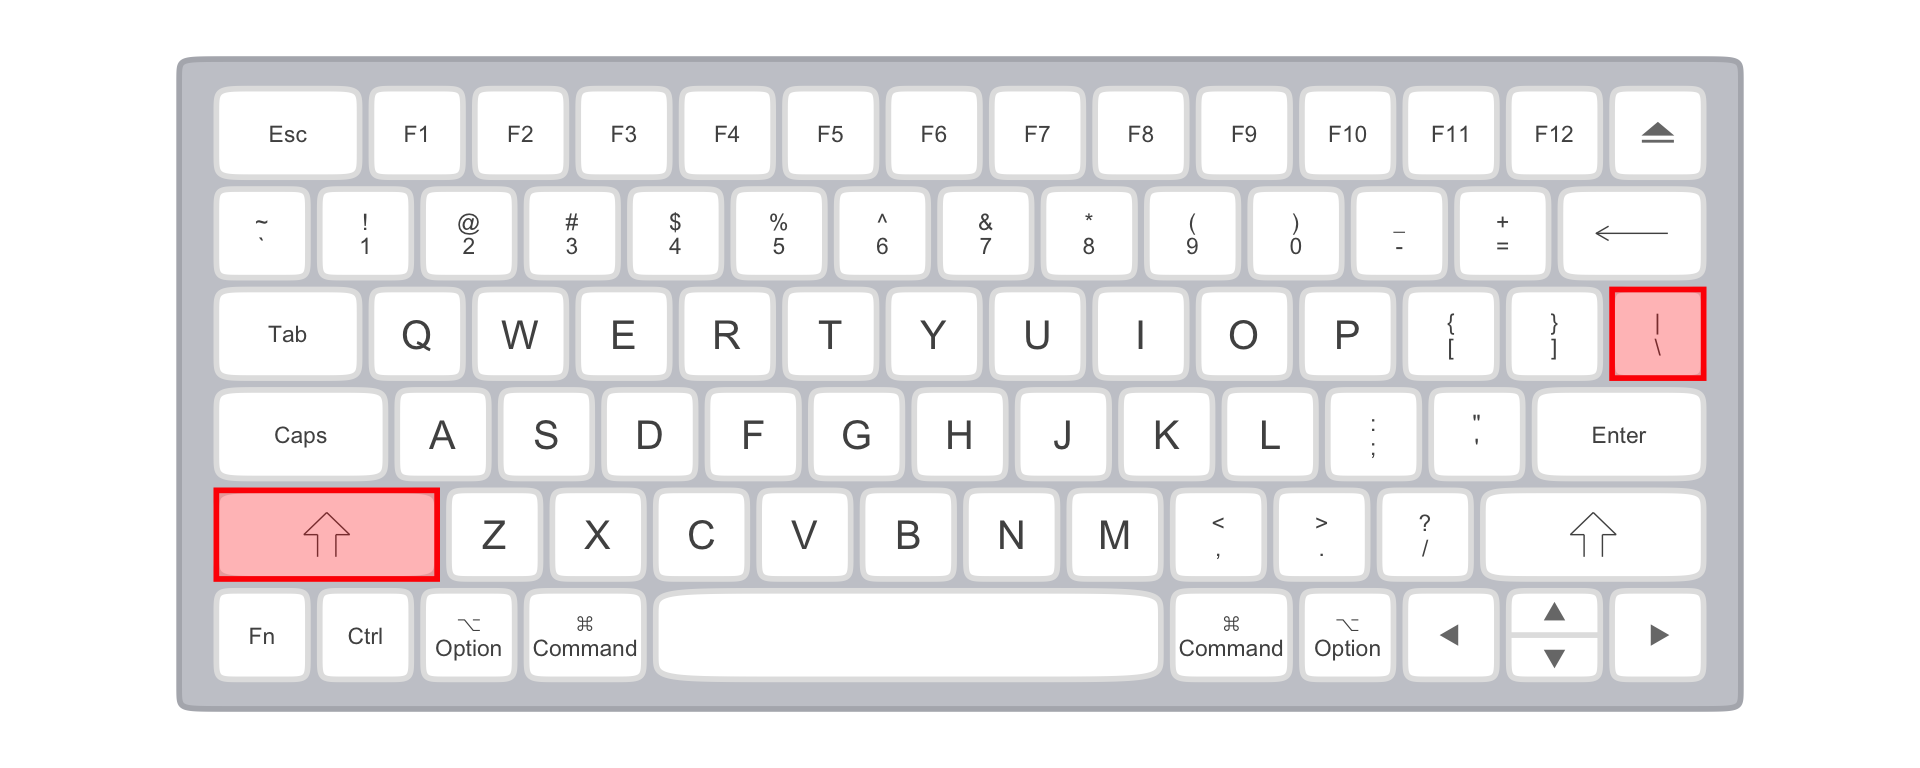 Esc F1 F2 F3 F4 F5 F6 F7 F8 F9 F10 F11 F12
~ ! @ # $ % ^ & * ( ) _ +
` 1 2 3 4 5 6 7 8 9 0 - =
Tab Q W E R T Y U I O P { } |
[ ] \
Caps A S D F G H J K L : " Enter
; '
Z X C V B N M < > ?
, . /
Fn Ctrl ⌥ ⌘ ⌘ ⌥
Option Command Command Option